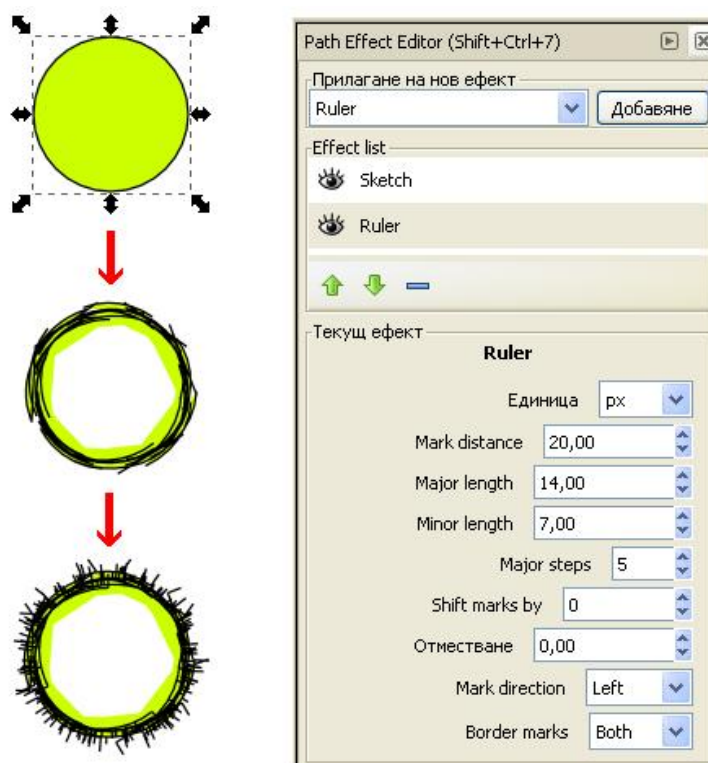 Path Effect Editor (Shift+Ctrl+7)
Прилагане на нов ефект
Ruler Добавяне
Effect list
Sketch
Ruler
Текущ ефект
Ruler
Единица px
Mark distance 20,00
Major length 14,00
Minor length 7,00
Major steps 5
Shift marks by 0
Отместване 0,00
Mark direction Left
Border marks Both